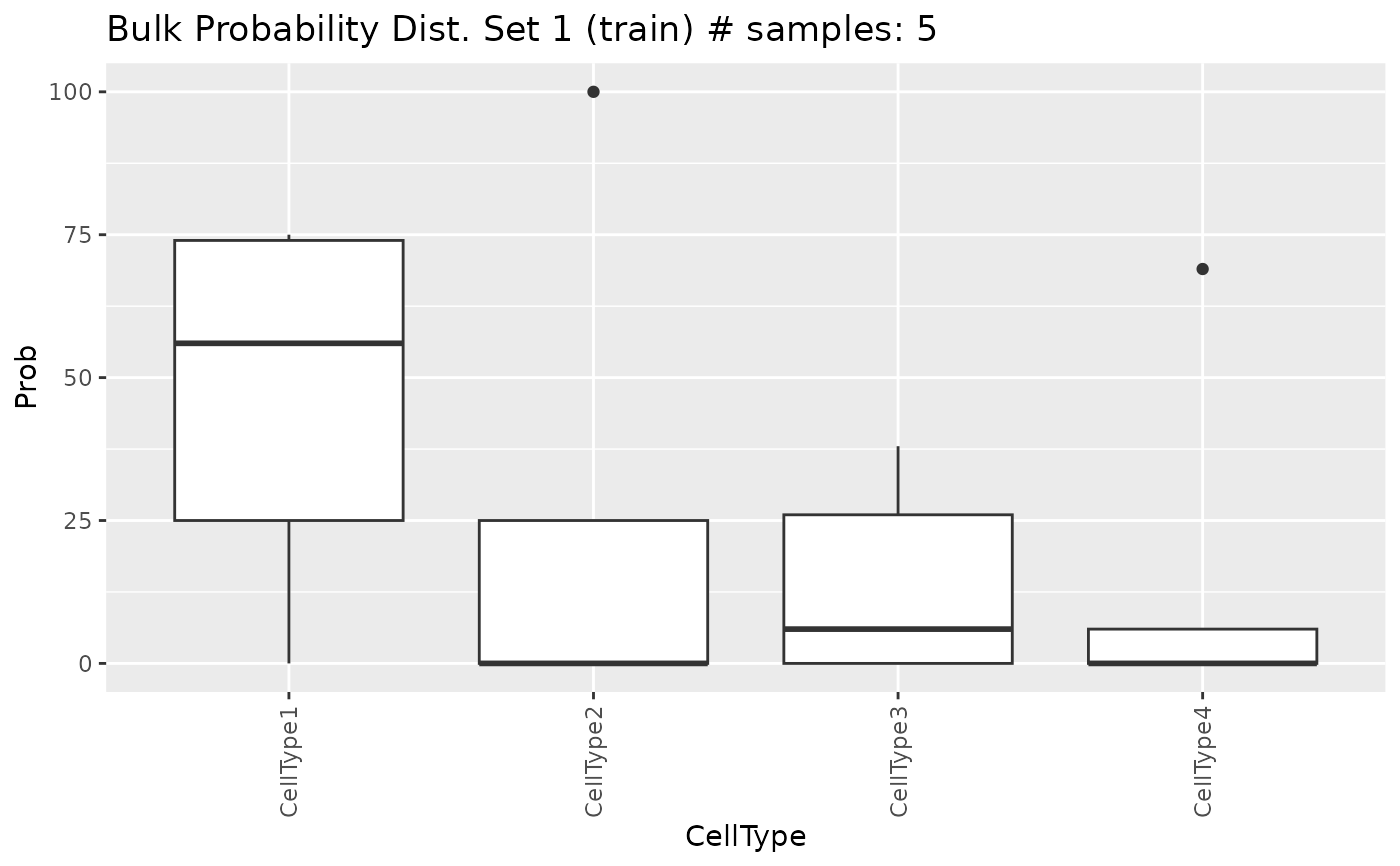 Bulk Probability Dist. Set 1 (train) # samples: 5
Prob
100
75
50
25
0
CellType1
CellType2
CellType3
CellType4
CellType